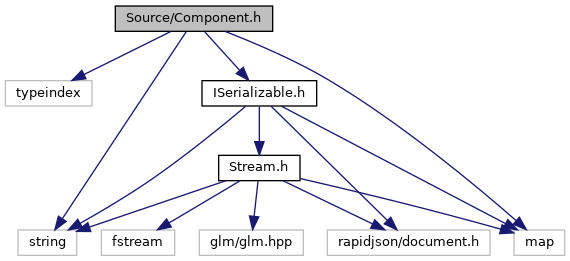 Source/Component.h
typeindex
ISerializable.h
Stream.h
string
fstream
glm/glm.hpp
rapidjson/document.h
map